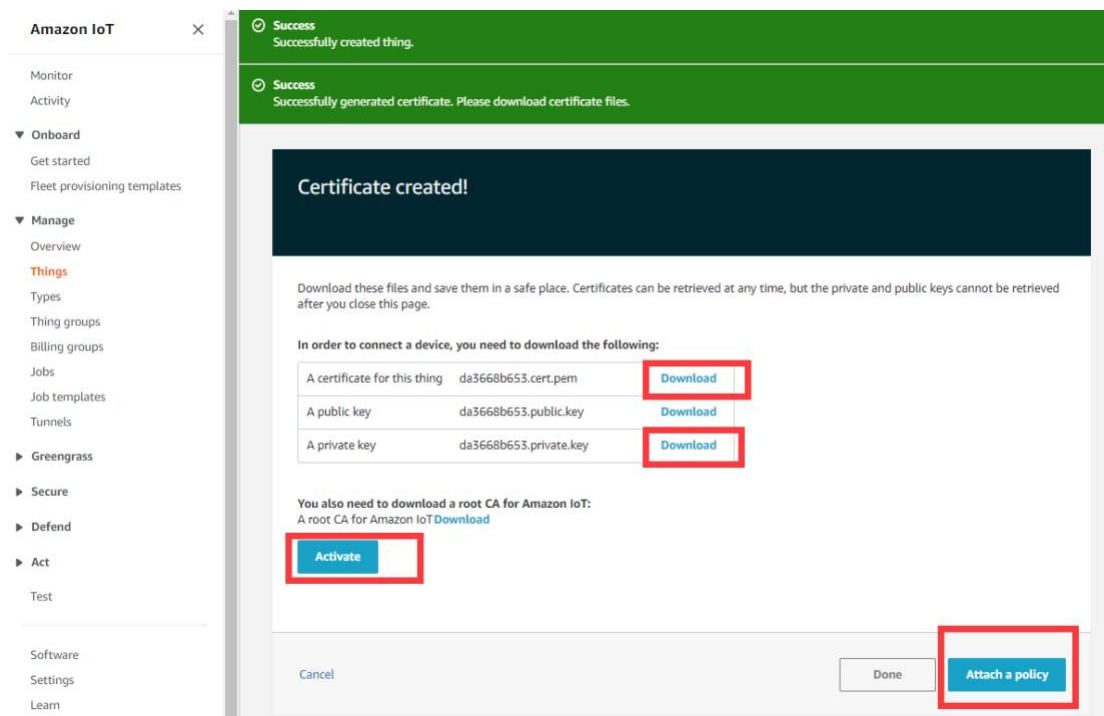 Amazon IoT
Monitor
Activity
Onboard
Get started
Fleet provisioning templates
Manage
Overview
Things
Types
Thing groups
Billing groups
Jobs
Job templates
Tunnels
Greengrass
Secure
Defend
Act
Test
Software
Settings
Learn
Success
Successfully created thing.
Success
Successfully generated certificate. Please download certificate files.
Certificate created!
Download these files and save them in a safe place. Certificates can be retrieved at any time, but the private and public keys cannot be retrieved
after you close this page.
In order to connect a device, you need to download the following:
A certificate for this thing da3668b653.cert.pem Download
A public key da3668b653.public.key Download
A private key da3668b653.private.key Download
You also need to download a root CA for Amazon IoT:
A root CA for Amazon IoTDownload
Activate
Cancel Done Attach a policy